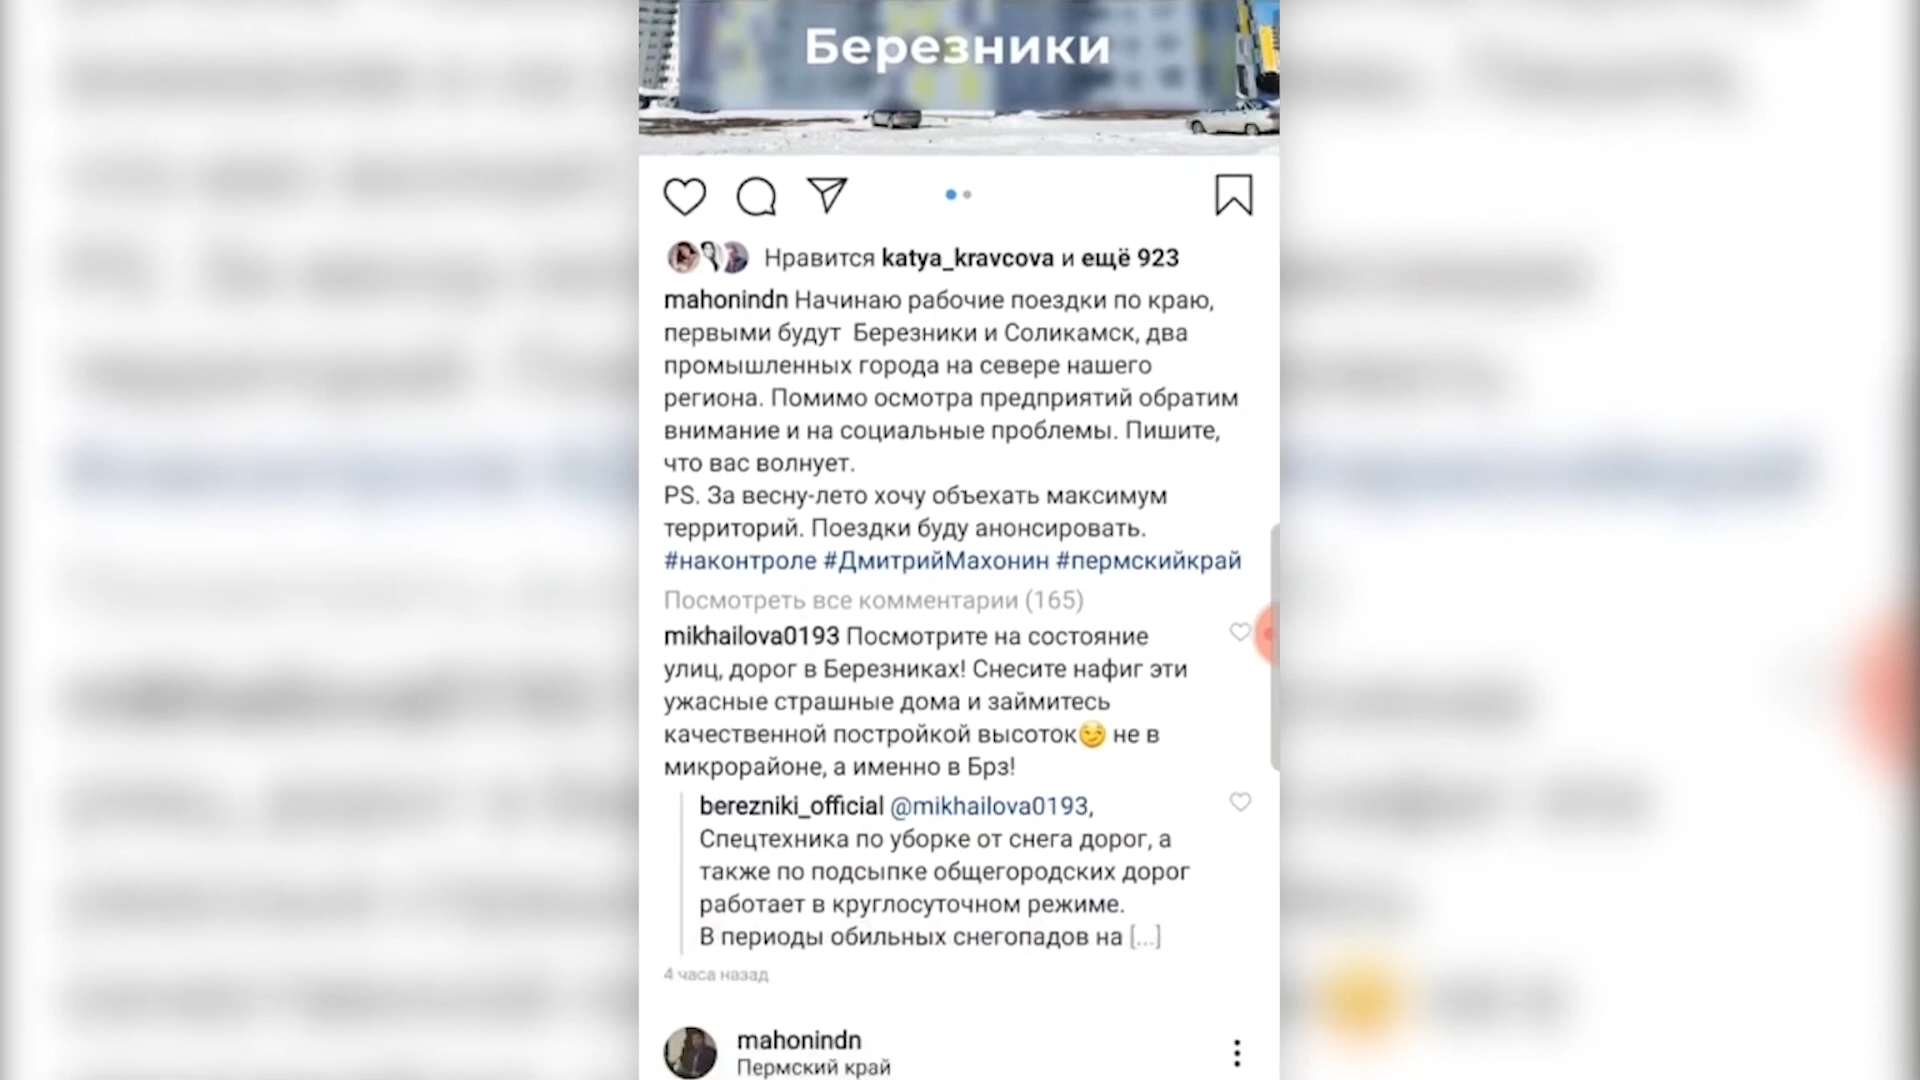 Березники
Нравится katya_kravcova и ещё 923
mahonindn Начинаю рабочие поездки по краю,
первыми будут Березники и Соликамск, два
промышленных города на севере нашего
региона. Помимо осмотра предприятий обратим
внимание и на социальные проблемы. Пишите,
что вас волнует.
PS. За весну-лето хочу объехать максимум
территорий. Поездки буду анонсировать.
#наконтроле #ДмитрийМахонин #пермскийкрай
Посмотреть все комментарии (165)
mikhailova0193 Посмотрите на состояние
улиц, дорог в Березниках! Снесите нафиг эти
ужасные страшные дома и займитесь
качественной постройкой высоток😏 не в
микрорайоне, а именно в Брз!
berezniki_official @mikhailova0193,
Спецтехника по уборке от снега дорог, а
также по подсыпке общегородских дорог
работает в круглосуточном режиме.
В периоды обильных снегопадов на [...]
4 часа назад
mahonindn
Пермский край